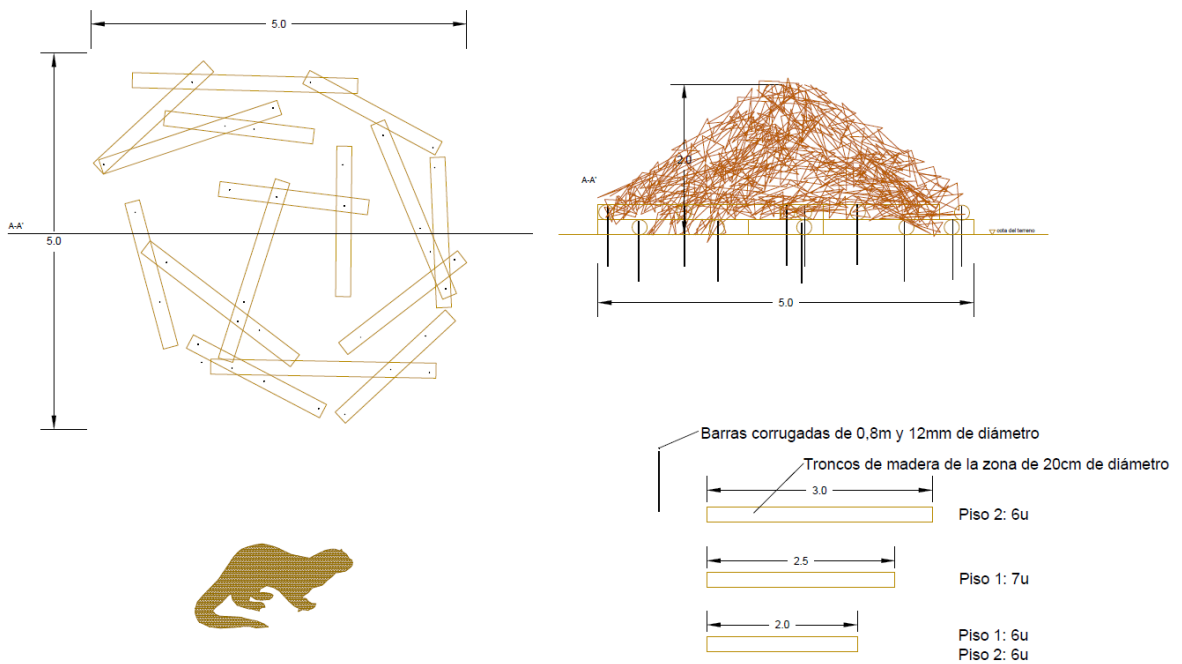 5.0
A-A'
5.0
2.0
A-A'
cota del terreno
5.0
Barras corrugadas de 0,8m y 12mm de diámetro
Troncos de madera de la zona de 20cm de diámetro
3.0
Piso 2: 6u
2.5
Piso 1: 7u
2.0
Piso 1: 6u
Piso 2: 6u